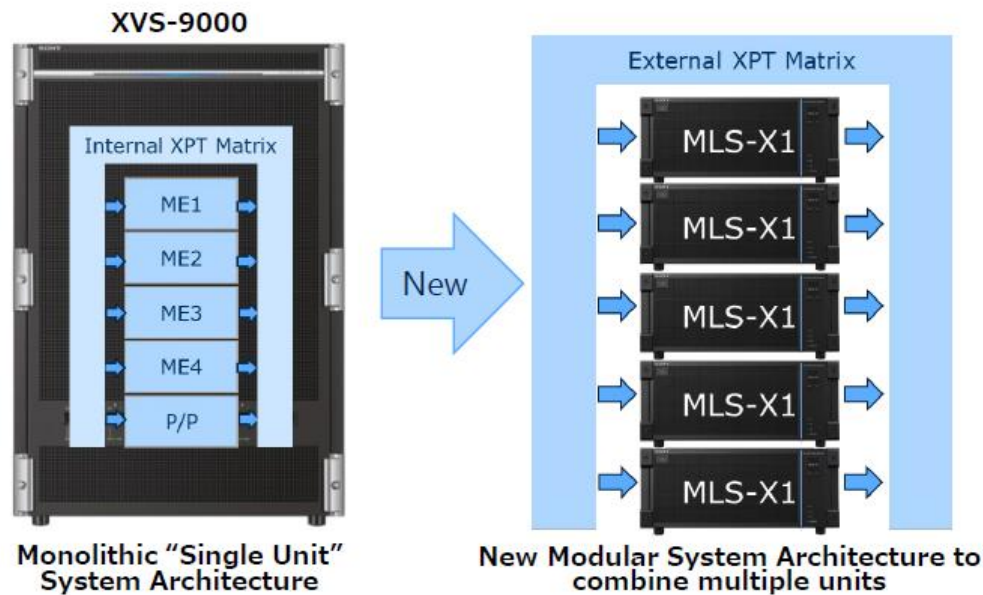 XVS-9000
SONY
Internal XPT Matrix
ME1
ME2
ME3
ME4
P/P
Monolithic “Single Unit”
System Architecture
New
External XPT Matrix
MLS-X1
MLS-X1
MLS-X1
MLS-X1
MLS-X1
New Modular System Architecture to
combine multiple units